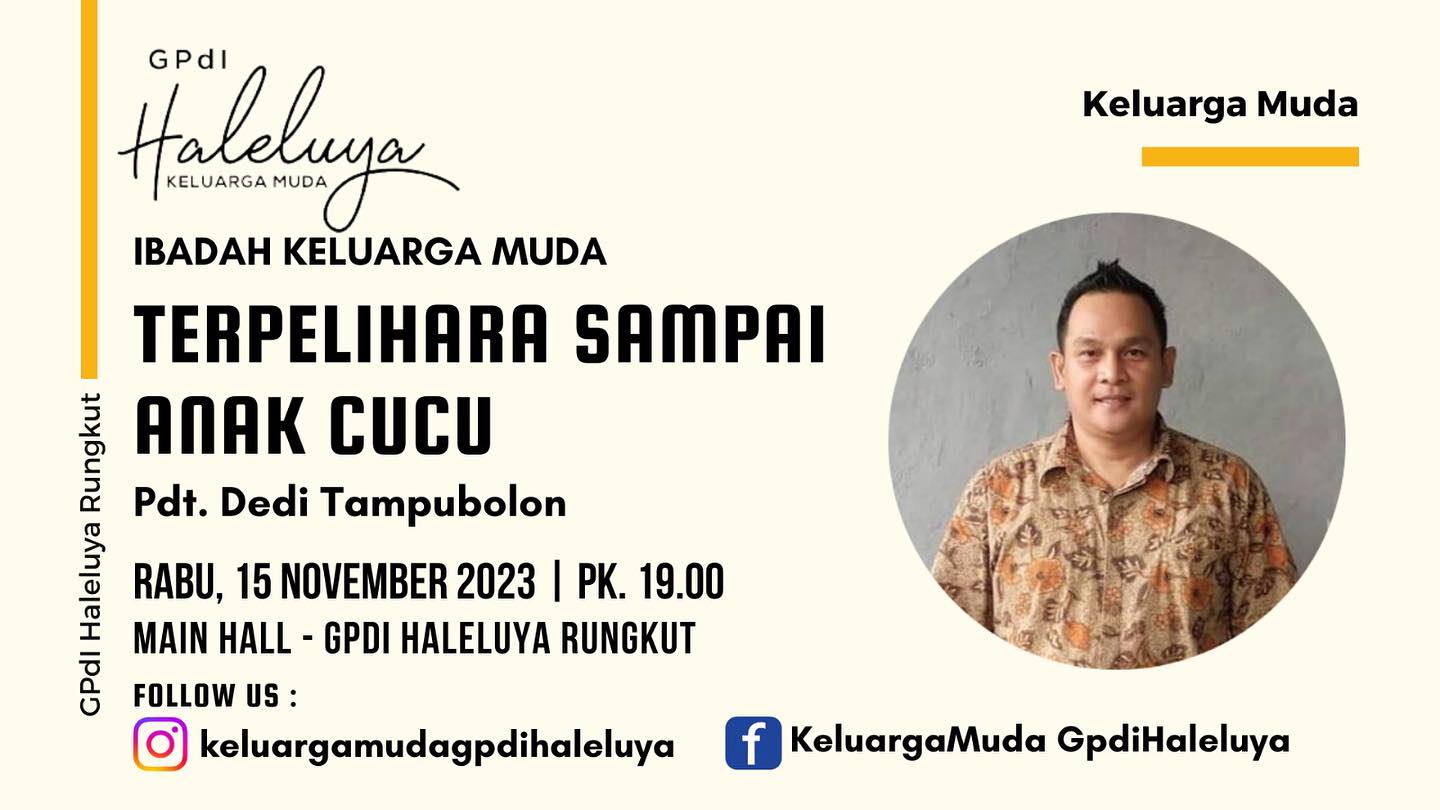 GPdI
Haleluya
KELUARGA MUDA
Keluarga Muda
IBADAH KELUARGA MUDA
TERPELIHARA SAMPAI
ANAK CUCU
Pdt. Dedi Tampubolon
RABU, 15 NOVEMBER 2023 | PK. 19.00
MAIN HALL - GPDI HALELUYA RUNGKUT
FOLLOW US :
keluargamudagpdihaleluya
KeluargaMuda GpdiHaleluya
GPdI Haleluya Rungkut